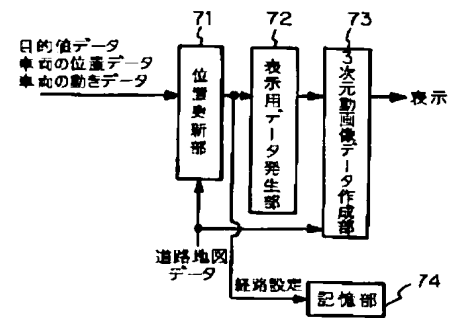 71
72
73
目的値データ
車両の位置データ
車両の動きデータ
位置更新部
表示用データ発生部
3次元動画像データ作成部
表示
道路地図
データ
経路設定
記憶部
74